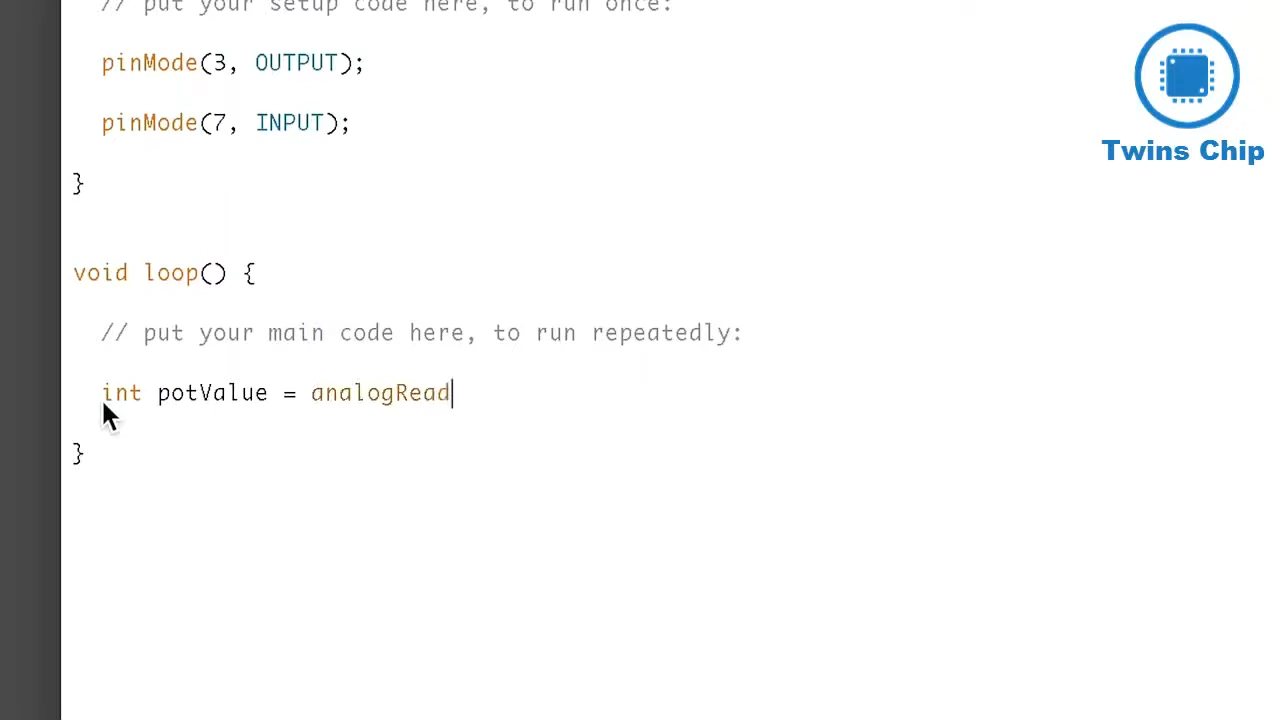 // put your setup code here, to run once:
pinMode(3, OUTPUT);
pinMode(7, INPUT);
}
void loop() {
// put your main code here, to run repeatedly:
int potValue = analogRead
}
Twins Chip